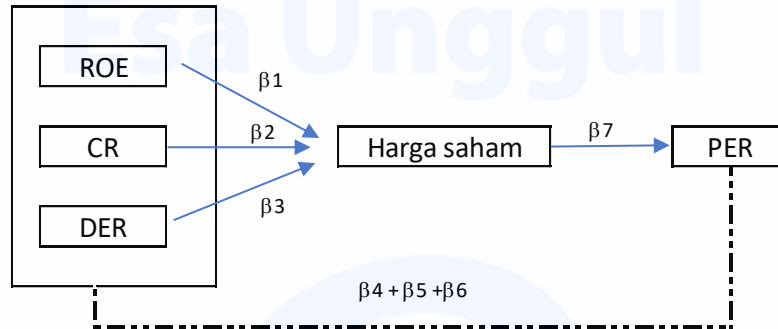 Esa Unggul
ROE
β1
CR
β2
Harga saham
β7
PER
DER
β3
β4 + β5 +β6